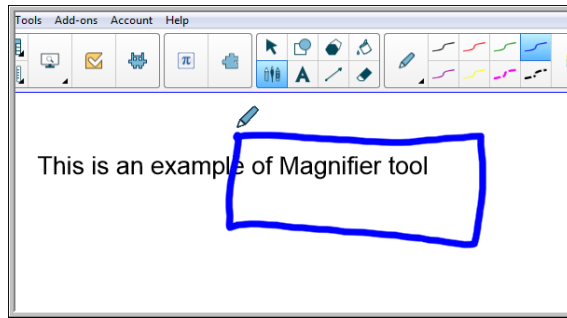 Tools Add-ons Account Help
π
A
This is an example of Magnifier tool